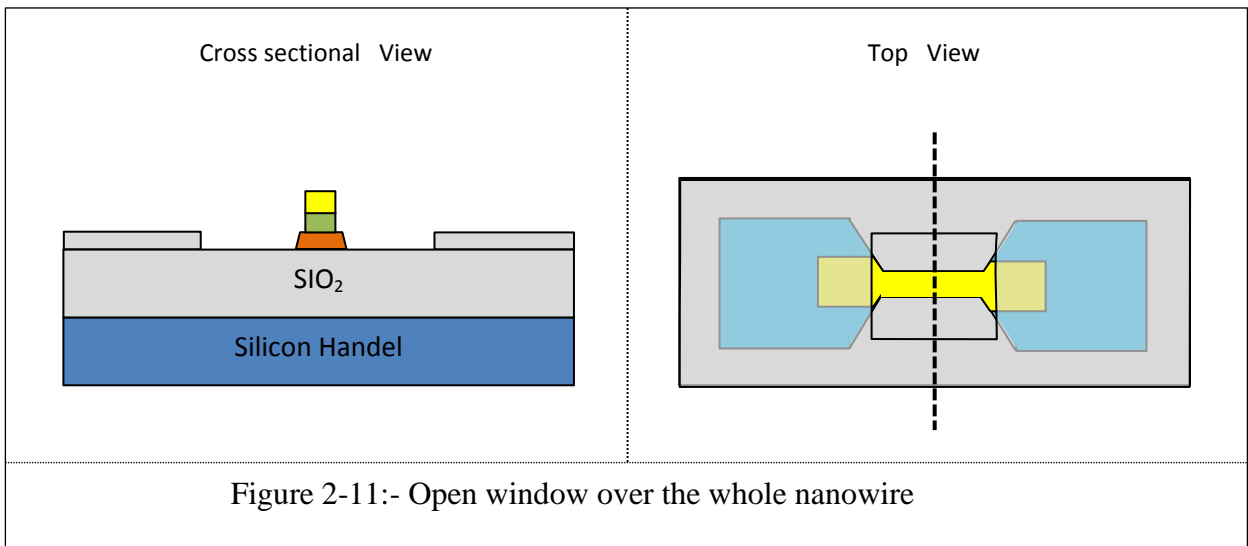 Cross sectional View
Top View
SIO₂
Silicon Handel
Figure 2-11:- Open window over the whole nanowire